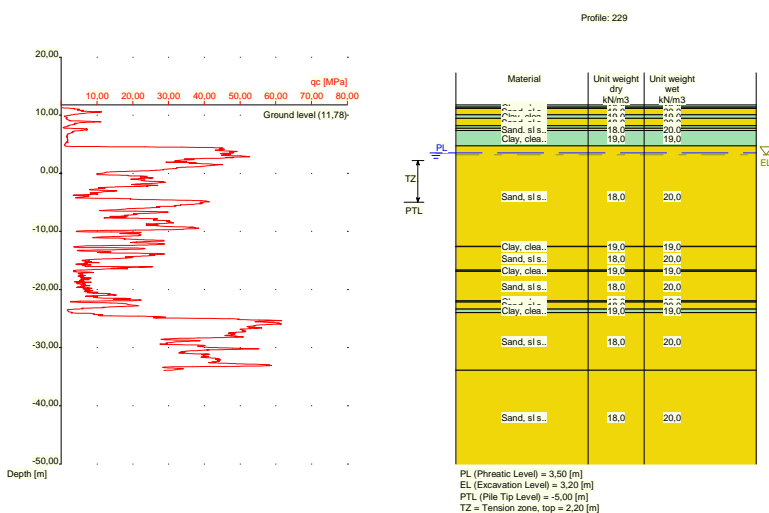 Profile: 229
20,00
10,00
0,00
-10,00
-20,00
-30,00
-40,00
-50,00
Depth [m]
qc [MPa]
10,00 20,00 30,00 40,00 50,00 60,00 70,00 80,00
Ground level (11,78)
PL
TZ
PTL
EL
Material
Unit weight
dry
kN/m3
Unit weight
wet
kN/m3
19,0 19,0
Sand, sl s.. 18,0 20,0
Clay, clea.. 19,0 19,0
Sand, sl s.. 18,0 20,0
Clay, clea.. 19,0 19,0
Sand, sl s.. 18,0 20,0
Clay, clea.. 19,0 19,0
Sand, sl s.. 18,0 20,0
Clay, clea.. 19,0 19,0
Sand, sl s.. 18,0 20,0
Sand, sl s.. 18,0 20,0
PL (Phreatic Level) = 3,50 [m]
EL (Excavation Level) = 3,20 [m]
PTL (Pile Tip Level) = -5,00 [m]
TZ = Tension zone, top = 2,20 [m]